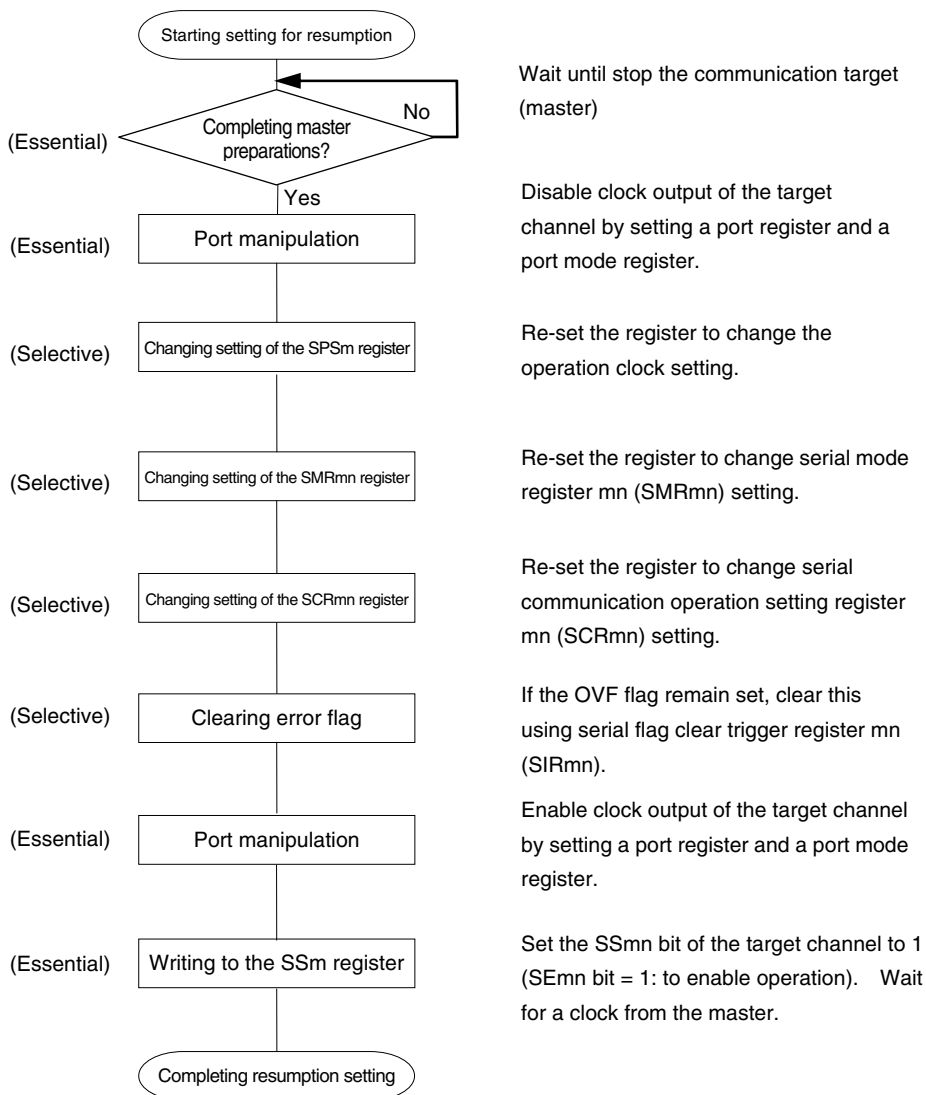 Starting setting for resumption
Wait until stop the communication target
(master)
No
(Essential)
Completing master
preparations?
Yes
Disable clock output of the target
channel by setting a port register and a
port mode register.
(Essential)
Port manipulation
Re-set the register to change the
operation clock setting.
(Selective)
Changing setting of the SPSm register
Re-set the register to change serial mode
register mn (SMRmn) setting.
(Selective)
Changing setting of the SMRmn register
Re-set the register to change serial
communication operation setting register
mn (SCRmn) setting.
(Selective)
Changing setting of the SCRmn register
If the OVF flag remain set, clear this
using serial flag clear trigger register mn
(SIRmn).
(Selective)
Clearing error flag
Enable clock output of the target channel
by setting a port register and a port mode
register.
(Essential)
Port manipulation
Set the SSmn bit of the target channel to 1
(SEmn bit = 1: to enable operation). Wait
for a clock from the master.
(Essential)
Writing to the SSm register
Completing resumption setting